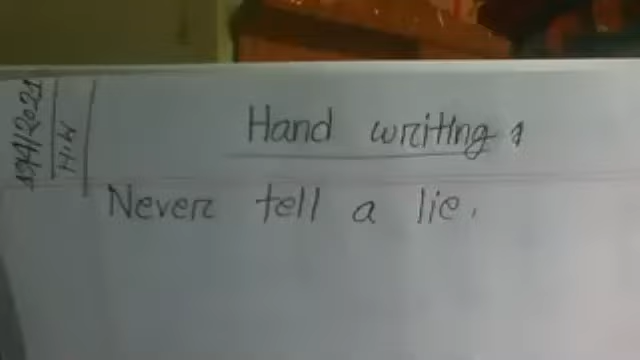 Hand writing
Never tell a lie.
H.W